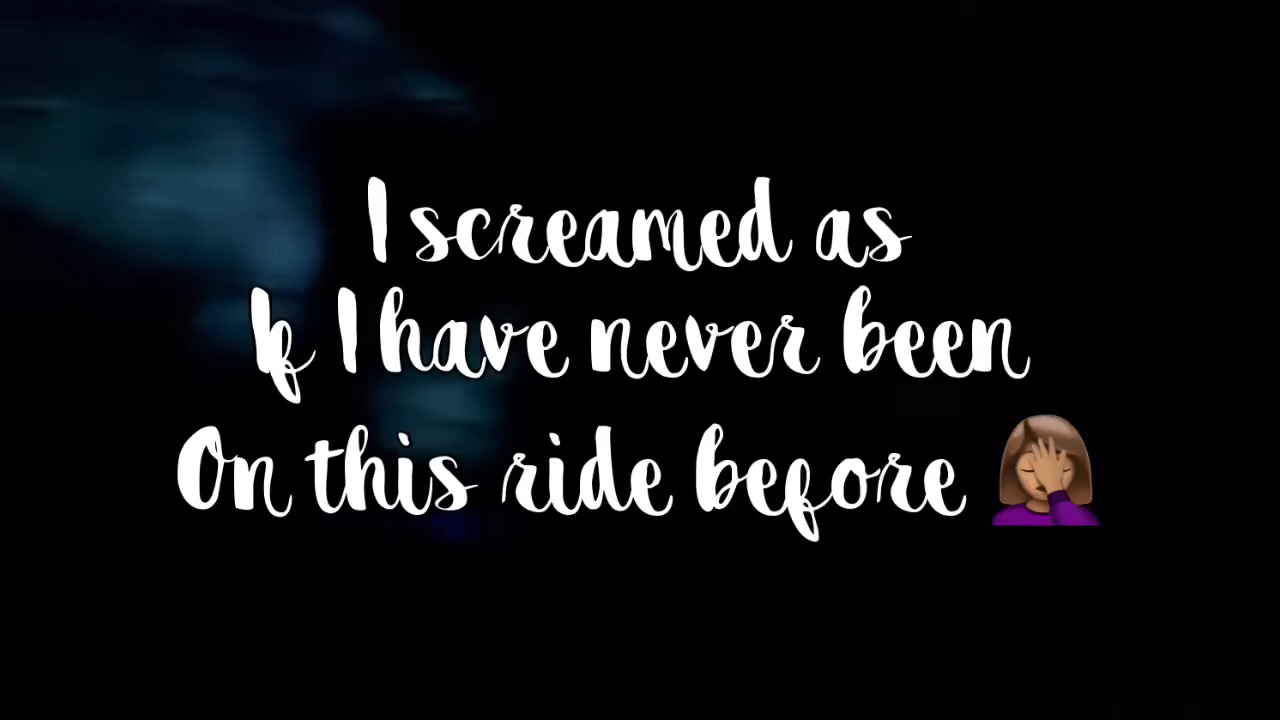 I screamed as
If I have never been
On this ride before 🤦🏽‍♀️